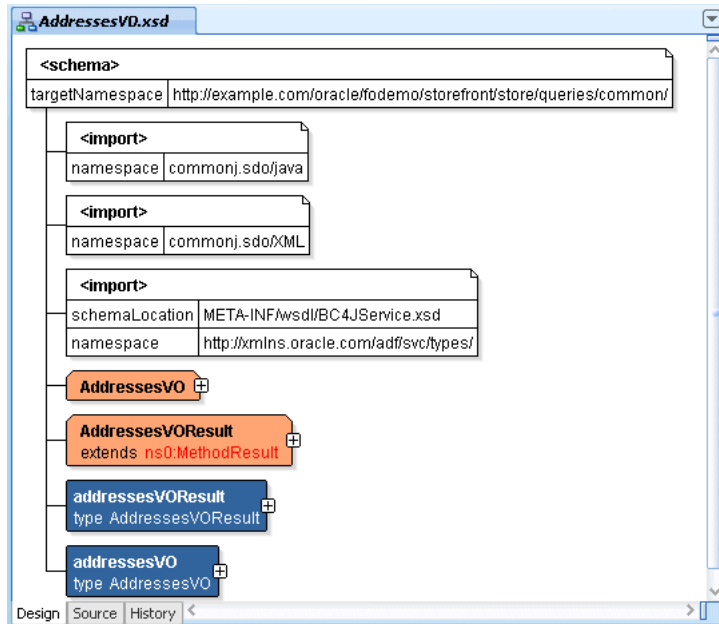 AddressesVO.xsd
<schema>
targetNamespace http://example.com/oracle/fodemo/storefront/store/queries/common/
<import>
namespace commonj.sdo/java
<import>
namespace commonj.sdo/XML
<import>
schemaLocation META-INF/wsdl/BC4JService.xsd
namespace http://xmlns.oracle.com/adf/svc/types/
AddressesVO
AddressesVOResult
extends ns0:MethodResult
addressesVOResult
type AddressesVOResult
addressesVO
type AddressesVO
Design Source History